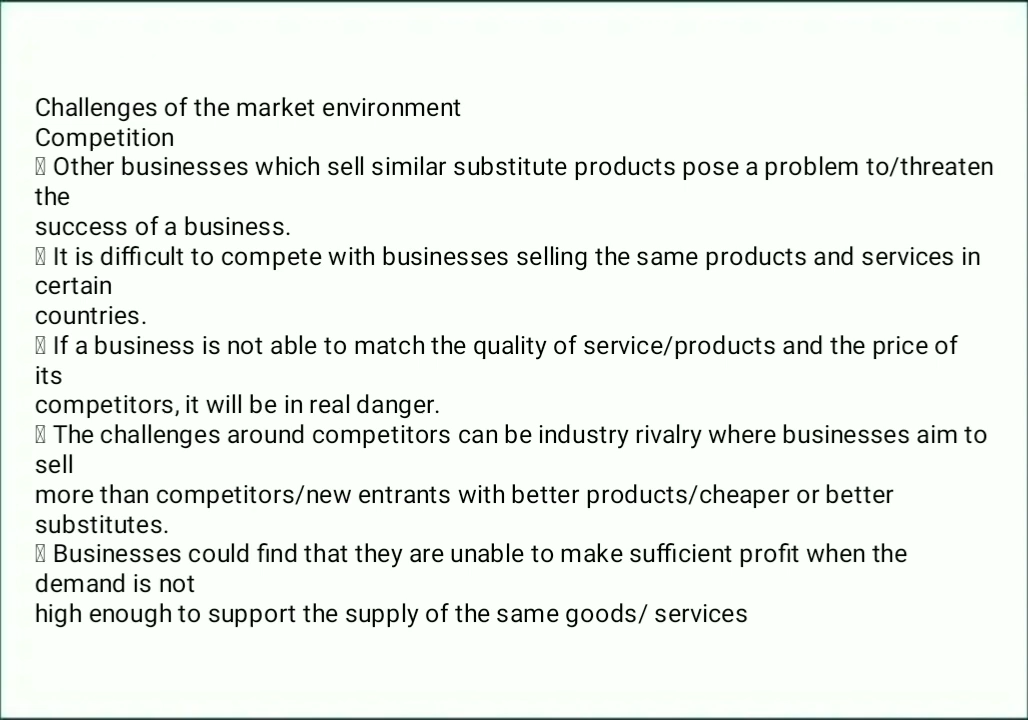 Challenges of the market environment
Competition
 Other businesses which sell similar substitute products pose a problem to/threaten
the
success of a business.
 It is difficult to compete with businesses selling the same products and services in
certain
countries.
 If a business is not able to match the quality of service/products and the price of
its
competitors, it will be in real danger.
 The challenges around competitors can be industry rivalry where businesses aim to
sell
more than competitors/new entrants with better products/cheaper or better
substitutes.
 Businesses could find that they are unable to make sufficient profit when the
demand is not
high enough to support the supply of the same goods/ services